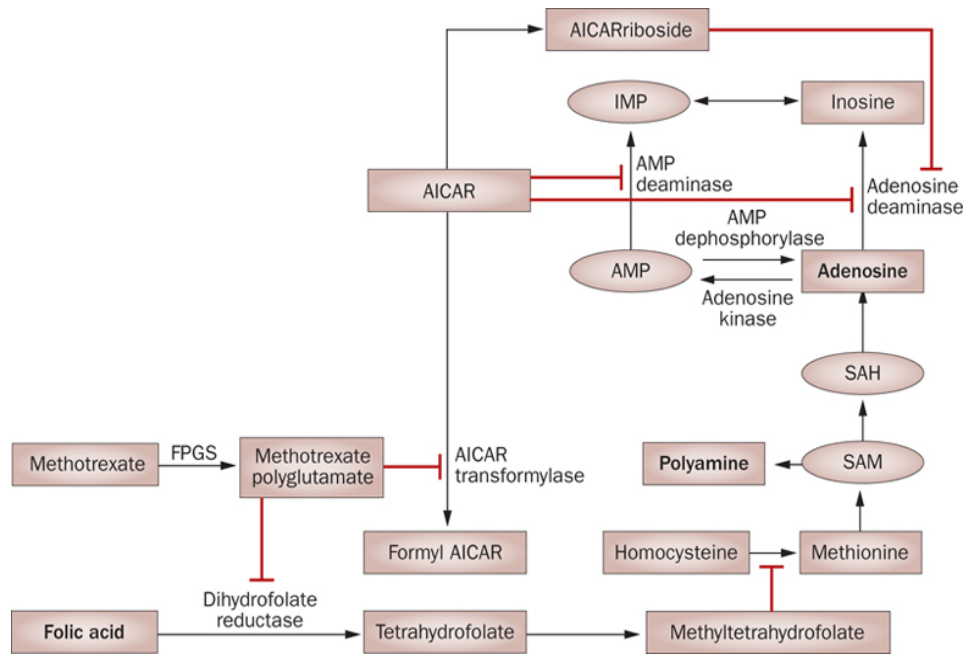 AICARriboside
IMP
Inosine
AICAR
AMP
deaminase
Adenosine
deaminase
AMP
dephosphorylase
AMP
Adenosine
Adenosine
kinase
SAH
Methotrexate
FPGS
Methotrexate
polyglutamate
AICAR
transformylase
Polyamine
SAM
Formyl AICAR
Homocysteine
Methionine
Dihydrofolate
reductase
Folic acid
Tetrahydrofolate
Methyltetrahydrofolate